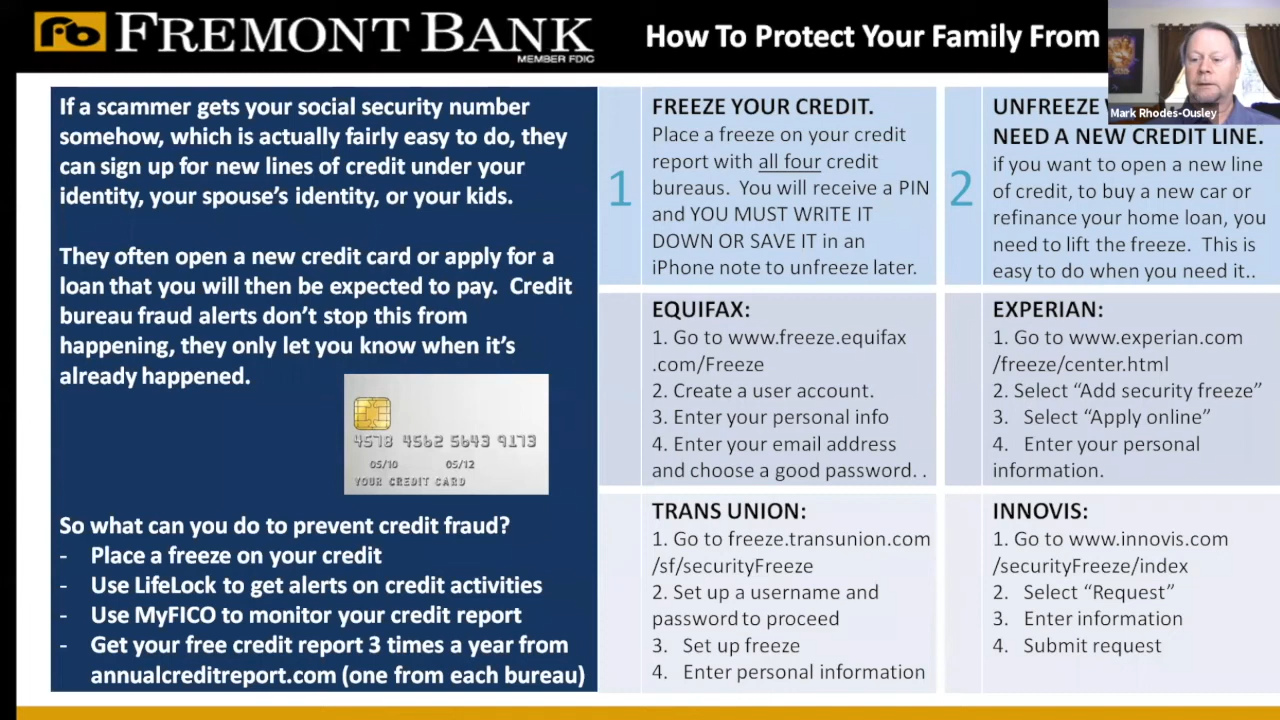 fb FREMONT BANK
MEMBER FDIC
How To Protect Your Family From
Mark Rhodes-Ousley
If a scammer gets your social security number
somehow, which is actually fairly easy to do, they
can sign up for new lines of credit under your
identity, your spouse's identity, or your kids.
They often open a new credit card or apply for a
loan that you will then be expected to pay. Credit
bureau fraud alerts don't stop this from
happening, they only let you know when it's
already happened.
4578 4562 5643 9173
05/10 05/12
YOUR CREDIT CARD
So what can you do to prevent credit fraud?
- Place a freeze on your credit
- Use LifeLock to get alerts on credit activities
- Use MyFICO to monitor your credit report
- Get your free credit report 3 times a year from
annualcreditreport.com (one from each bureau)
1
FREEZE YOUR CREDIT.
Place a freeze on your credit
report with all four credit
bureaus. You will receive a PIN
and YOU MUST WRITE IT
DOWN OR SAVE IT in an
iPhone note to unfreeze later.
2
UNFREEZE
NEED A NEW CREDIT LINE.
if you want to open a new line
of credit, to buy a new car or
refinance your home loan, you
need to lift the freeze. This is
easy to do when you need it..
EQUIFAX:
1. Go to www.freeze.equifax
.com/Freeze
2. Create a user account.
3. Enter your personal info
4. Enter your email address
and choose a good password. .
EXPERIAN:
1. Go to www.experian.com
/freeze/center.html
2. Select “Add security freeze”
3. Select “Apply online”
4. Enter your personal
information.
TRANS UNION:
1. Go to freeze.transunion.com
/sf/securityFreeze
2. Set up a username and
password to proceed
3. Set up freeze
4. Enter personal information
INNOVIS:
1. Go to www.innovis.com
/securityFreeze/index
2. Select “Request”
3. Enter information
4. Submit request